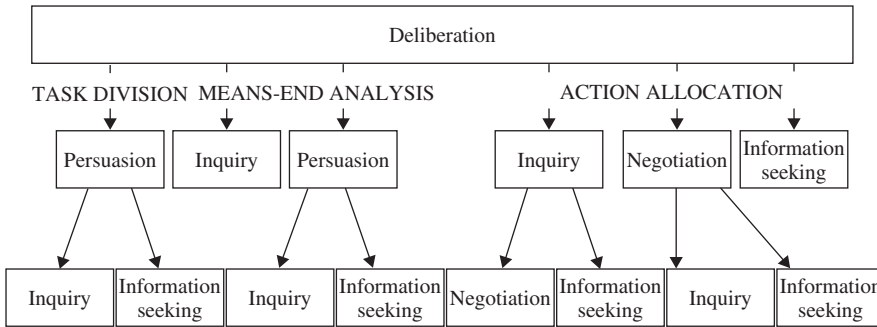 Deliberation
TASK DIVISION MEANS-END ANALYSIS ACTION ALLOCATION
Persuasion
Inquiry
Persuasion
Inquiry
Negotiation
Information
seeking
Inquiry
Information
seeking
Inquiry
Information
seeking
Negotiation
Information
seeking
Inquiry
Information
seeking